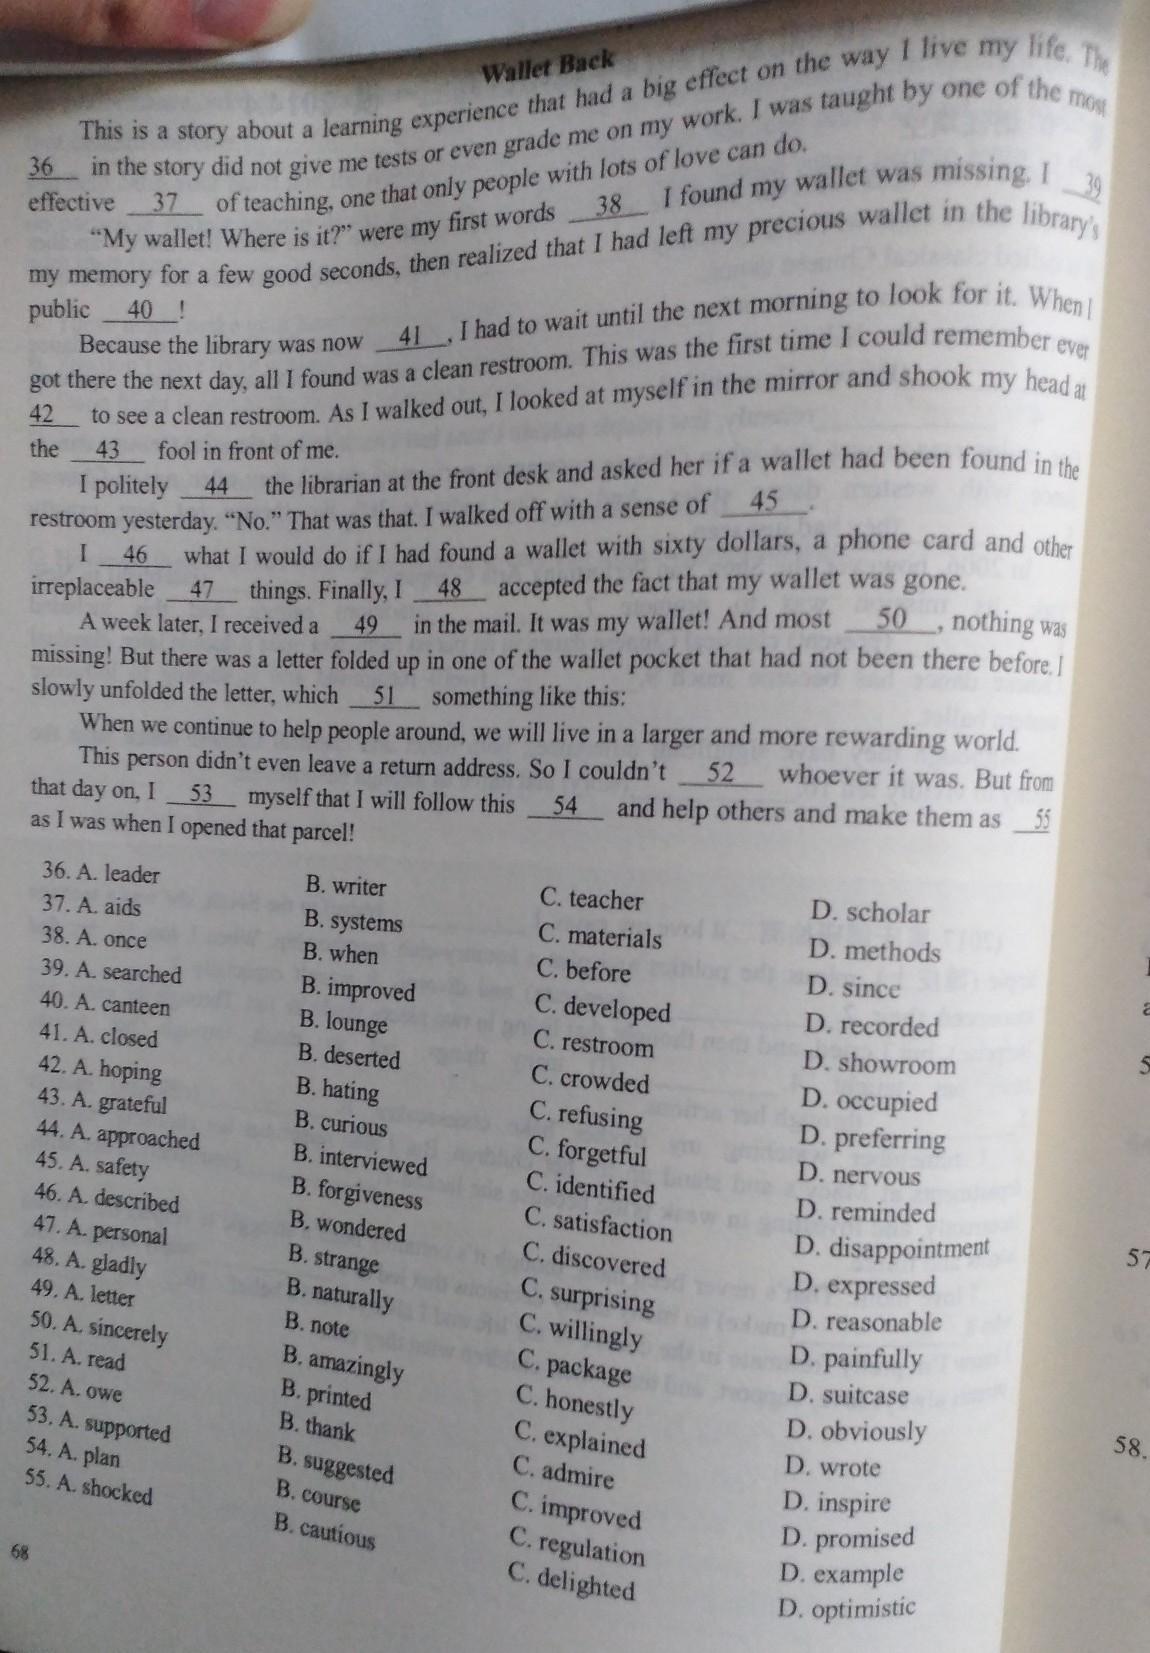 Wallet Back
This is a story about a learning experience that had a big effect on the way I live my life. The
36 in the story did not give me tests or even grade me on my work. I was taught by one of the most
effective 37 of teaching, one that only people with lots of love can do.
“My wallet! Where is it?” were my first words 38 I found my wallet was missing. I 39
my memory for a few good seconds, then realized that I had left my precious wallet in the library's
public 40 !
Because the library was now 41 , I had to wait until the next morning to look for it. When I
got there the next day, all I found was a clean restroom. This was the first time I could remember ever
42 to see a clean restroom. As I walked out, I looked at myself in the mirror and shook my head at
the 43 fool in front of me.
I politely 44 the librarian at the front desk and asked her if a wallet had been found in the
restroom yesterday. “No.” That was that. I walked off with a sense of 45 .
I 46 what I would do if I had found a wallet with sixty dollars, a phone card and other
irreplaceable 47 things. Finally, I 48 accepted the fact that my wallet was gone.
A week later, I received a 49 in the mail. It was my wallet! And most 50 , nothing was
missing! But there was a letter folded up in one of the wallet pocket that had not been there before. I
slowly unfolded the letter, which 51 something like this:
When we continue to help people around, we will live in a larger and more rewarding world.
This person didn't even leave a return address. So I couldn't 52 whoever it was. But from
that day on, I 53 myself that I will follow this 54 and help others and make them as 55
as I was when I opened that parcel!
36. A. leader B. writer C. teacher D. scholar
37. A. aids B. systems C. materials D. methods
38. A. once B. when C. before D. since
39. A. searched B. improved C. developed D. recorded
40. A. canteen B. lounge C. restroom D. showroom
41. A. closed B. deserted C. crowded D. occupied
42. A. hoping B. hating C. refusing D. preferring
43. A. grateful B. curious C. forgetful D. nervous
44. A. approached B. interviewed C. identified D. reminded
45. A. safety B. forgiveness C. satisfaction D. disappointment
46. A. described B. wondered C. discovered D. expressed
47. A. personal B. strange C. surprising D. reasonable
48. A. gladly B. naturally C. willingly D. painfully
49. A. letter B. note C. package D. suitcase
50. A. sincerely B. amazingly C. honestly D. obviously
51. A. read B. printed C. explained D. wrote
52. A. owe B. thank C. admire D. inspire
53. A. supported B. suggested C. improved D. promised
54. A. plan B. course C. regulation D. example
55. A. shocked B. cautious C. delighted D. optimistic
68
57
58.